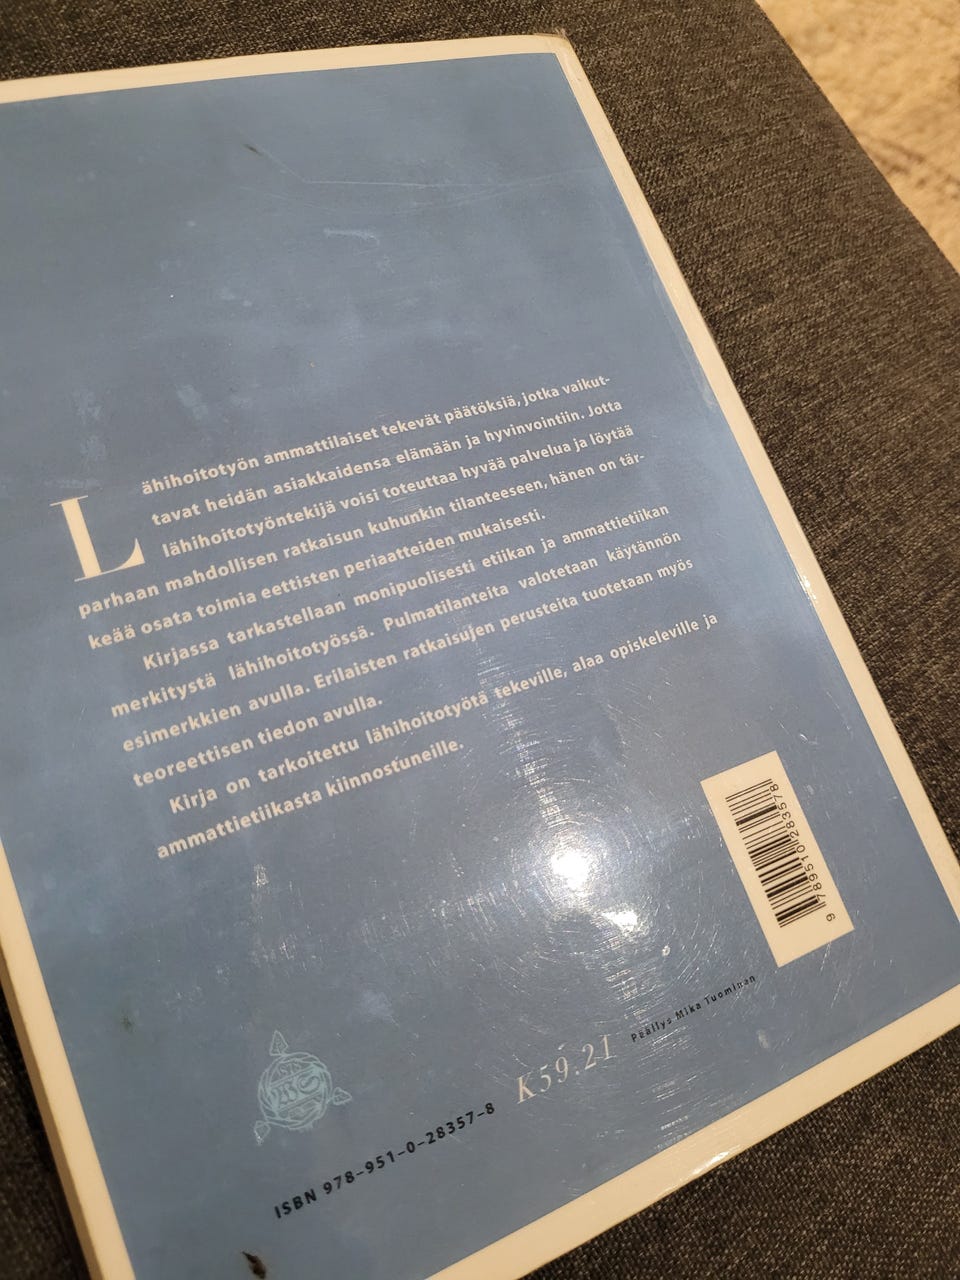 Lähihoitotyön ammattilaiset tekevät päätöksiä, jotka vaikut-
tavat heidän asiakkaidensa elämään ja hyvinvointiin. Jotta
lähihoitotyöntekijä voisi toteuttaa hyvää palvelua ja löytää
parhaan mahdollisen ratkaisun kuhunkin tilanteeseen, hänen on tär-
keää osata toimia eettisten periaatteiden mukaisesti.
Kirjassa tarkastellaan monipuolisesti etiikan ja ammattietiikan
merkitystä lähihoitotyössä. Pulmatilanteita valotetaan käytännön
esimerkkien avulla. Erilaisten ratkaisujen perusteita tuotetaan myös
teoreettisen tiedon avulla.
Kirja on tarkoitettu lähihoitotyötä tekeville, alaa opiskeleville ja
ammattietiikasta kiinnostuneille.
9 789510 283578
Päällys Mika Tuominen
K59.21
ISBN 978-951-0-28357-8
1878
WS